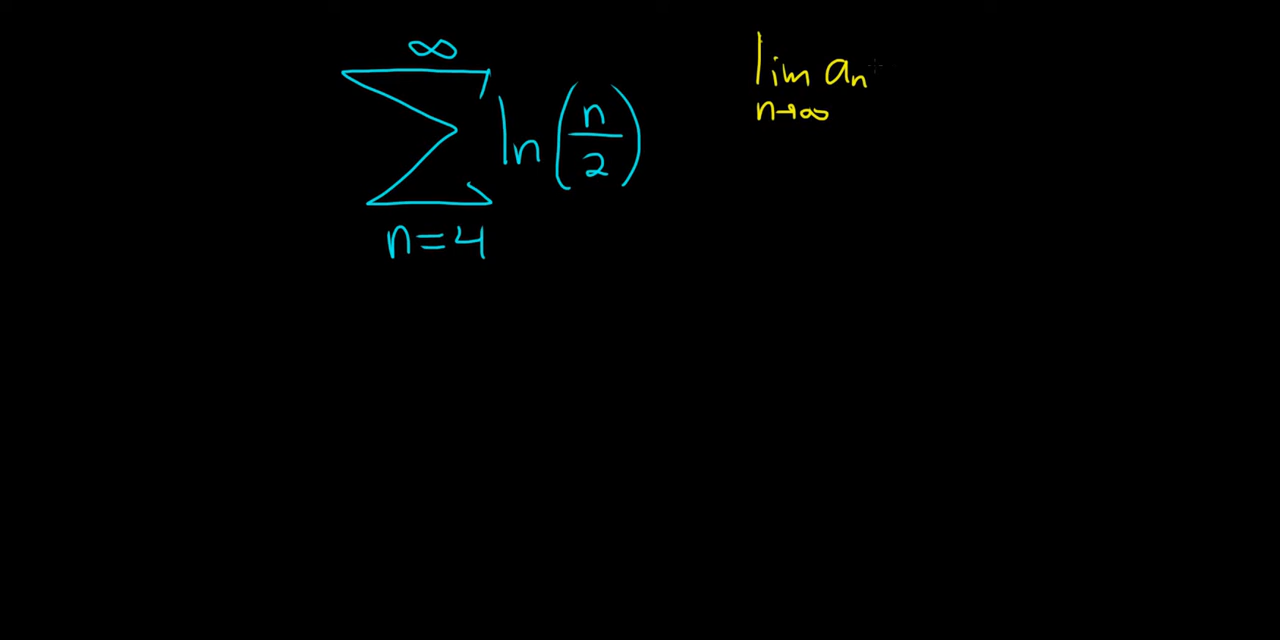 ∞
∑ ln(n/2)
n=4
lim aₙ
n→∞